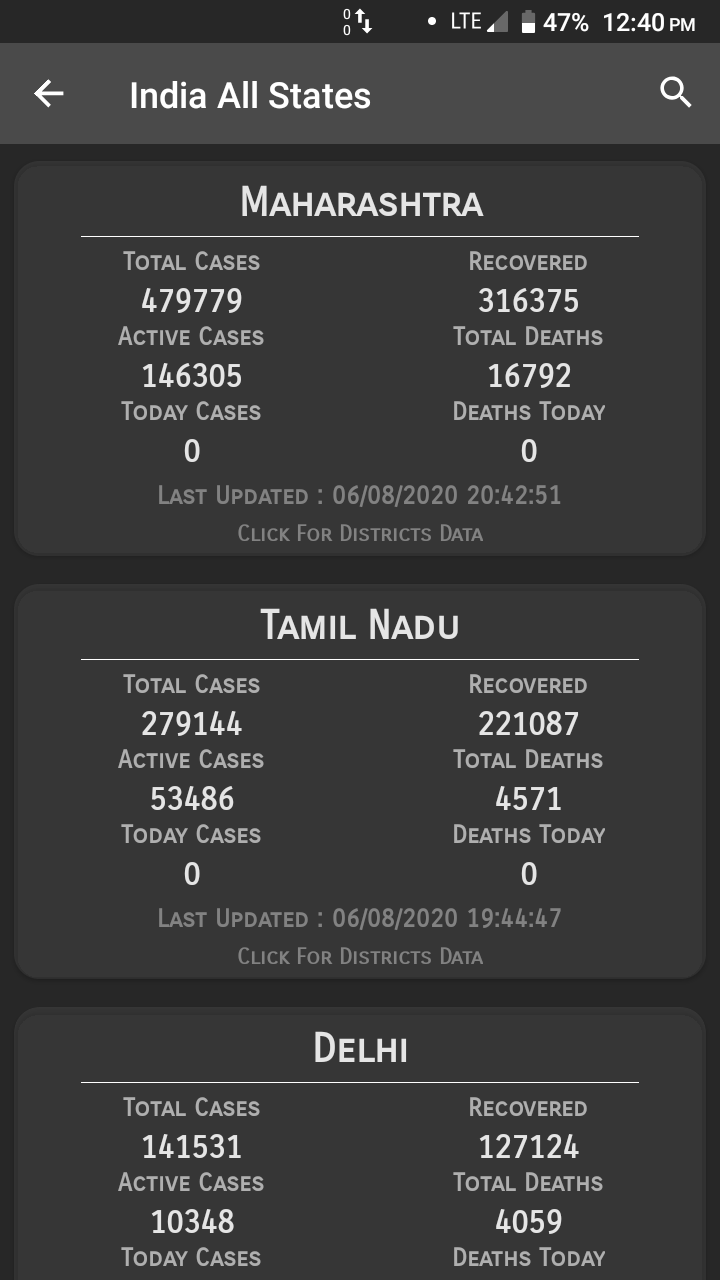 0
0
LTE 47% 12:40 PM
India All States
Maharashtra
Total Cases Recovered
479779 316375
Active Cases Total Deaths
146305 16792
Today Cases Deaths Today
0 0
Last Updated : 06/08/2020 20:42:51
Click For Districts Data
Tamil Nadu
Total Cases Recovered
279144 221087
Active Cases Total Deaths
53486 4571
Today Cases Deaths Today
0 0
Last Updated : 06/08/2020 19:44:47
Click For Districts Data
Delhi
Total Cases Recovered
141531 127124
Active Cases Total Deaths
10348 4059
Today Cases Deaths Today